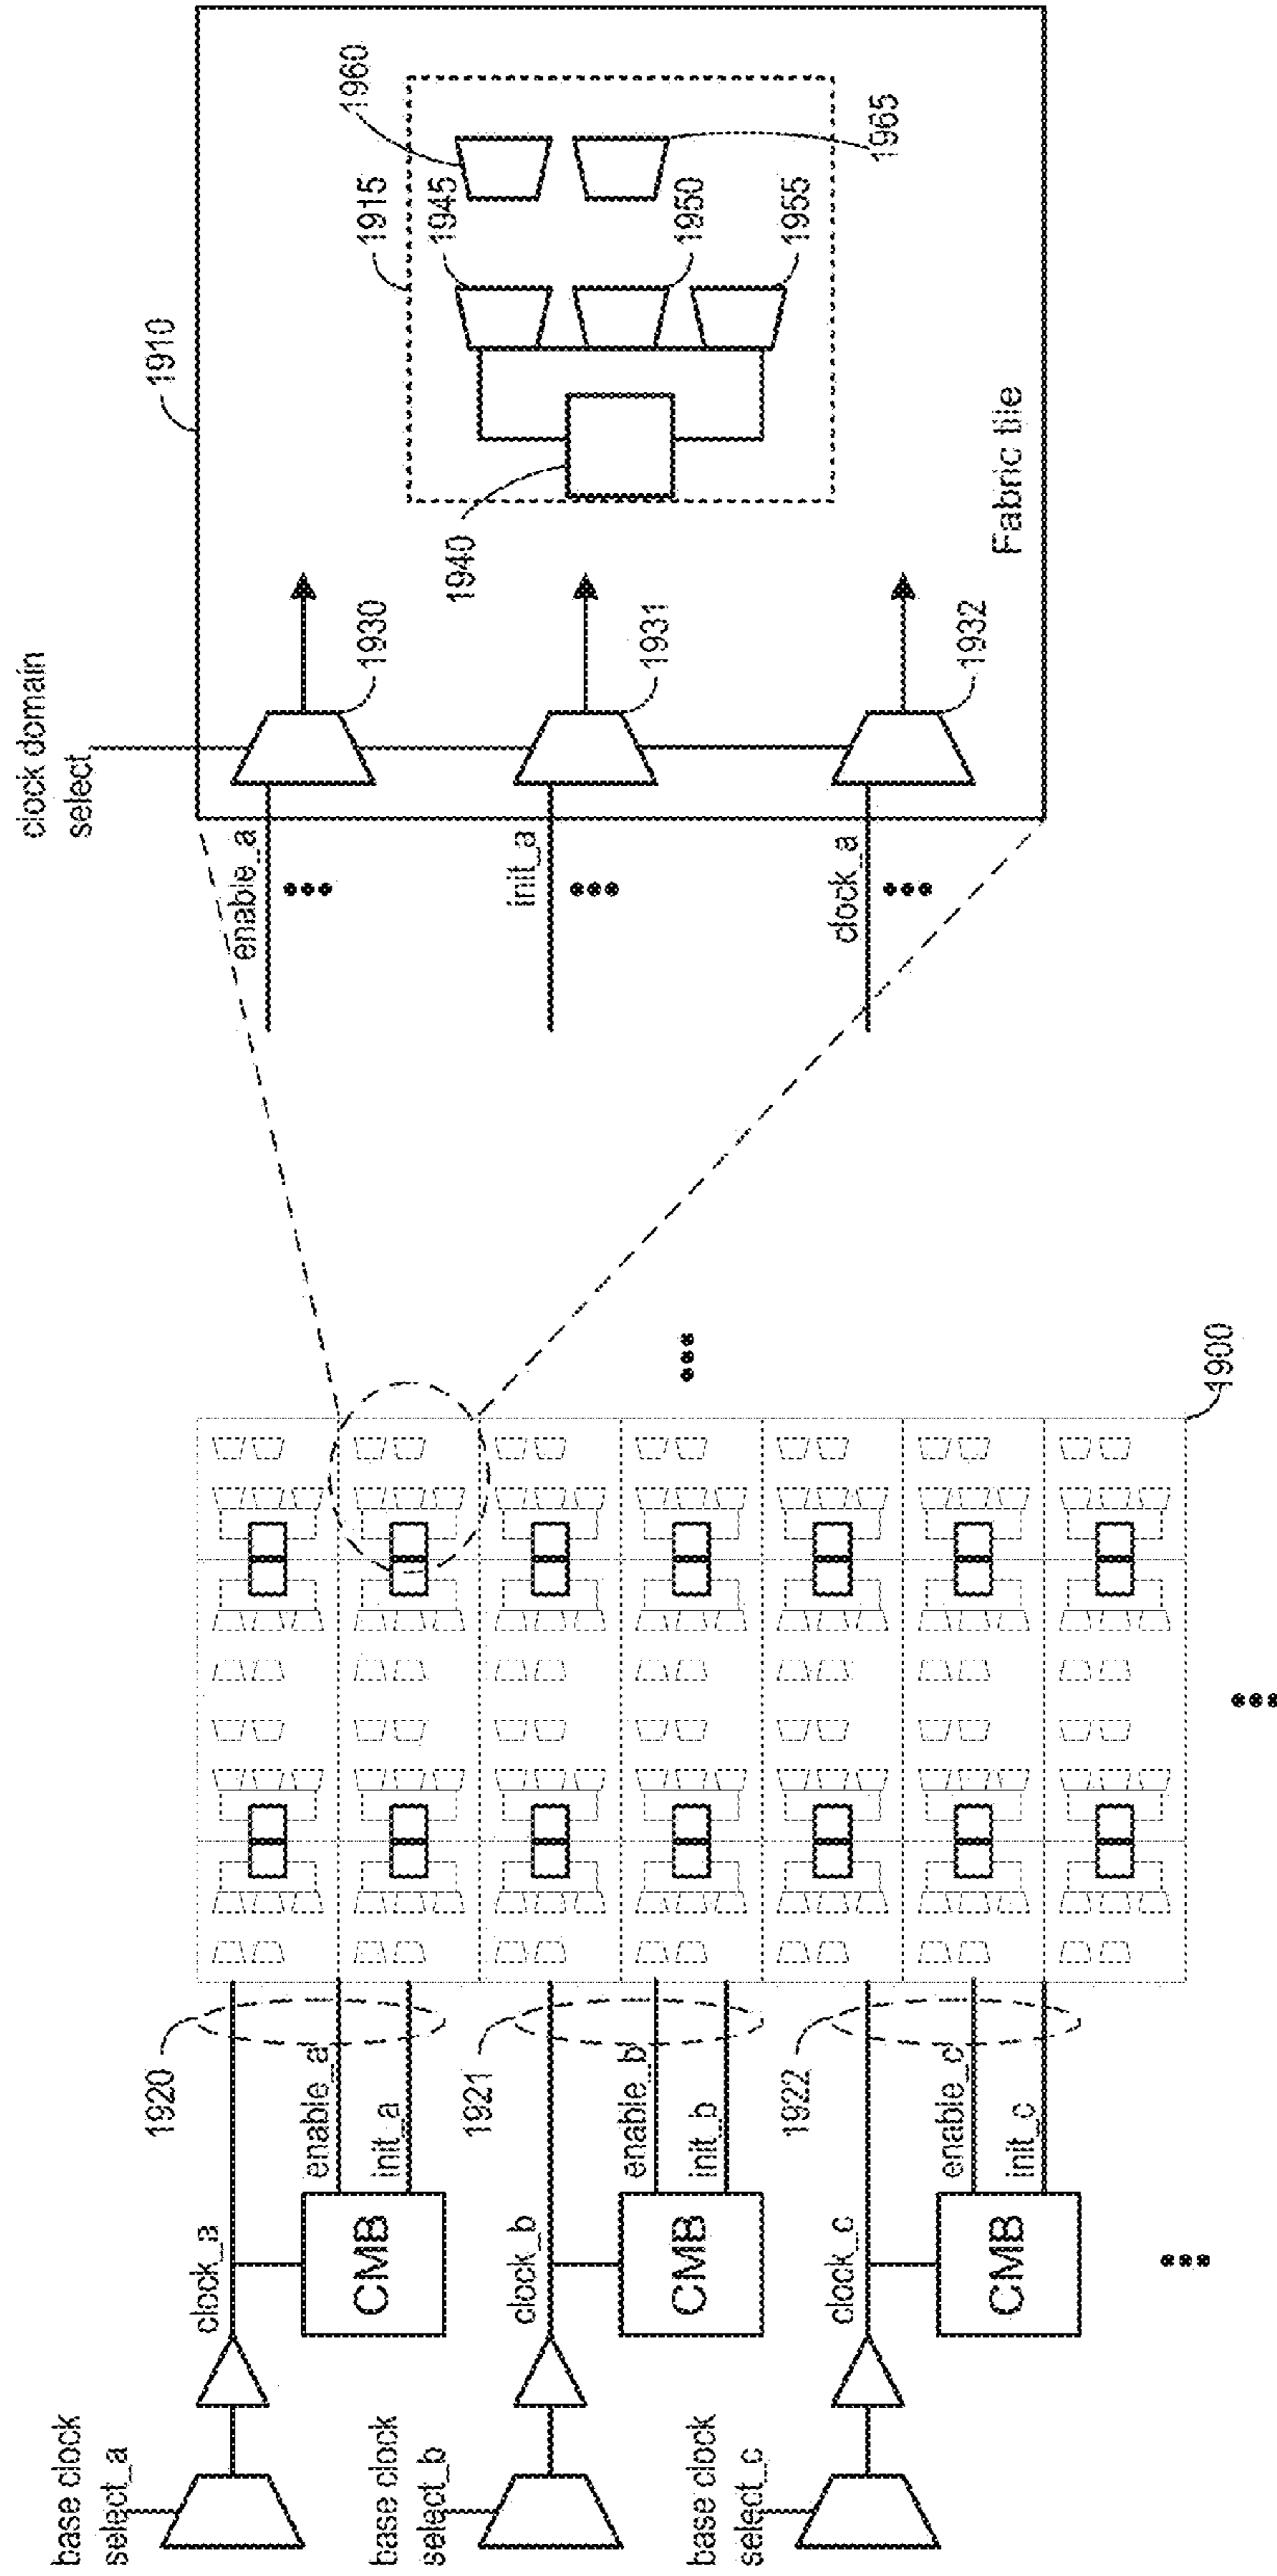 base clock
select_a
clock_a
CMB
enable_a
init_a
1920
base clock
select_b
clock_b
CMB
enable_b
init_b
1921
base clock
select_c
clock_c
CMB
enable_c
init_c
1922
1900
clock domain
select
enable_a
init_a
clock_a
1930
1931
1932
1910
1915
1940
1945
1950
1955
1960
1965
Fabric tile